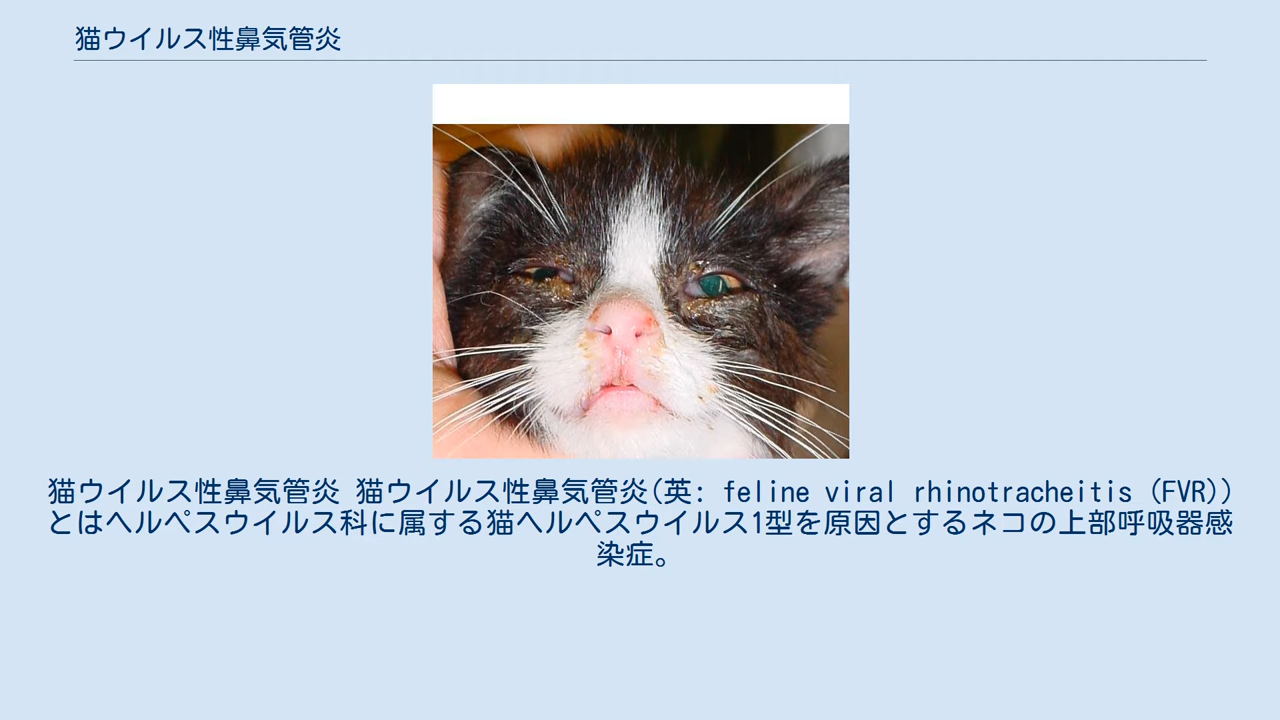 猫ウイルス性鼻気管炎
猫ウイルス性鼻気管炎 猫ウイルス性鼻気管炎(英: feline viral rhinotracheitis (FVR))
とはヘルペスウイルス科に属する猫ヘルペスウイルス1型を原因とするネコの上部呼吸器感
染症。